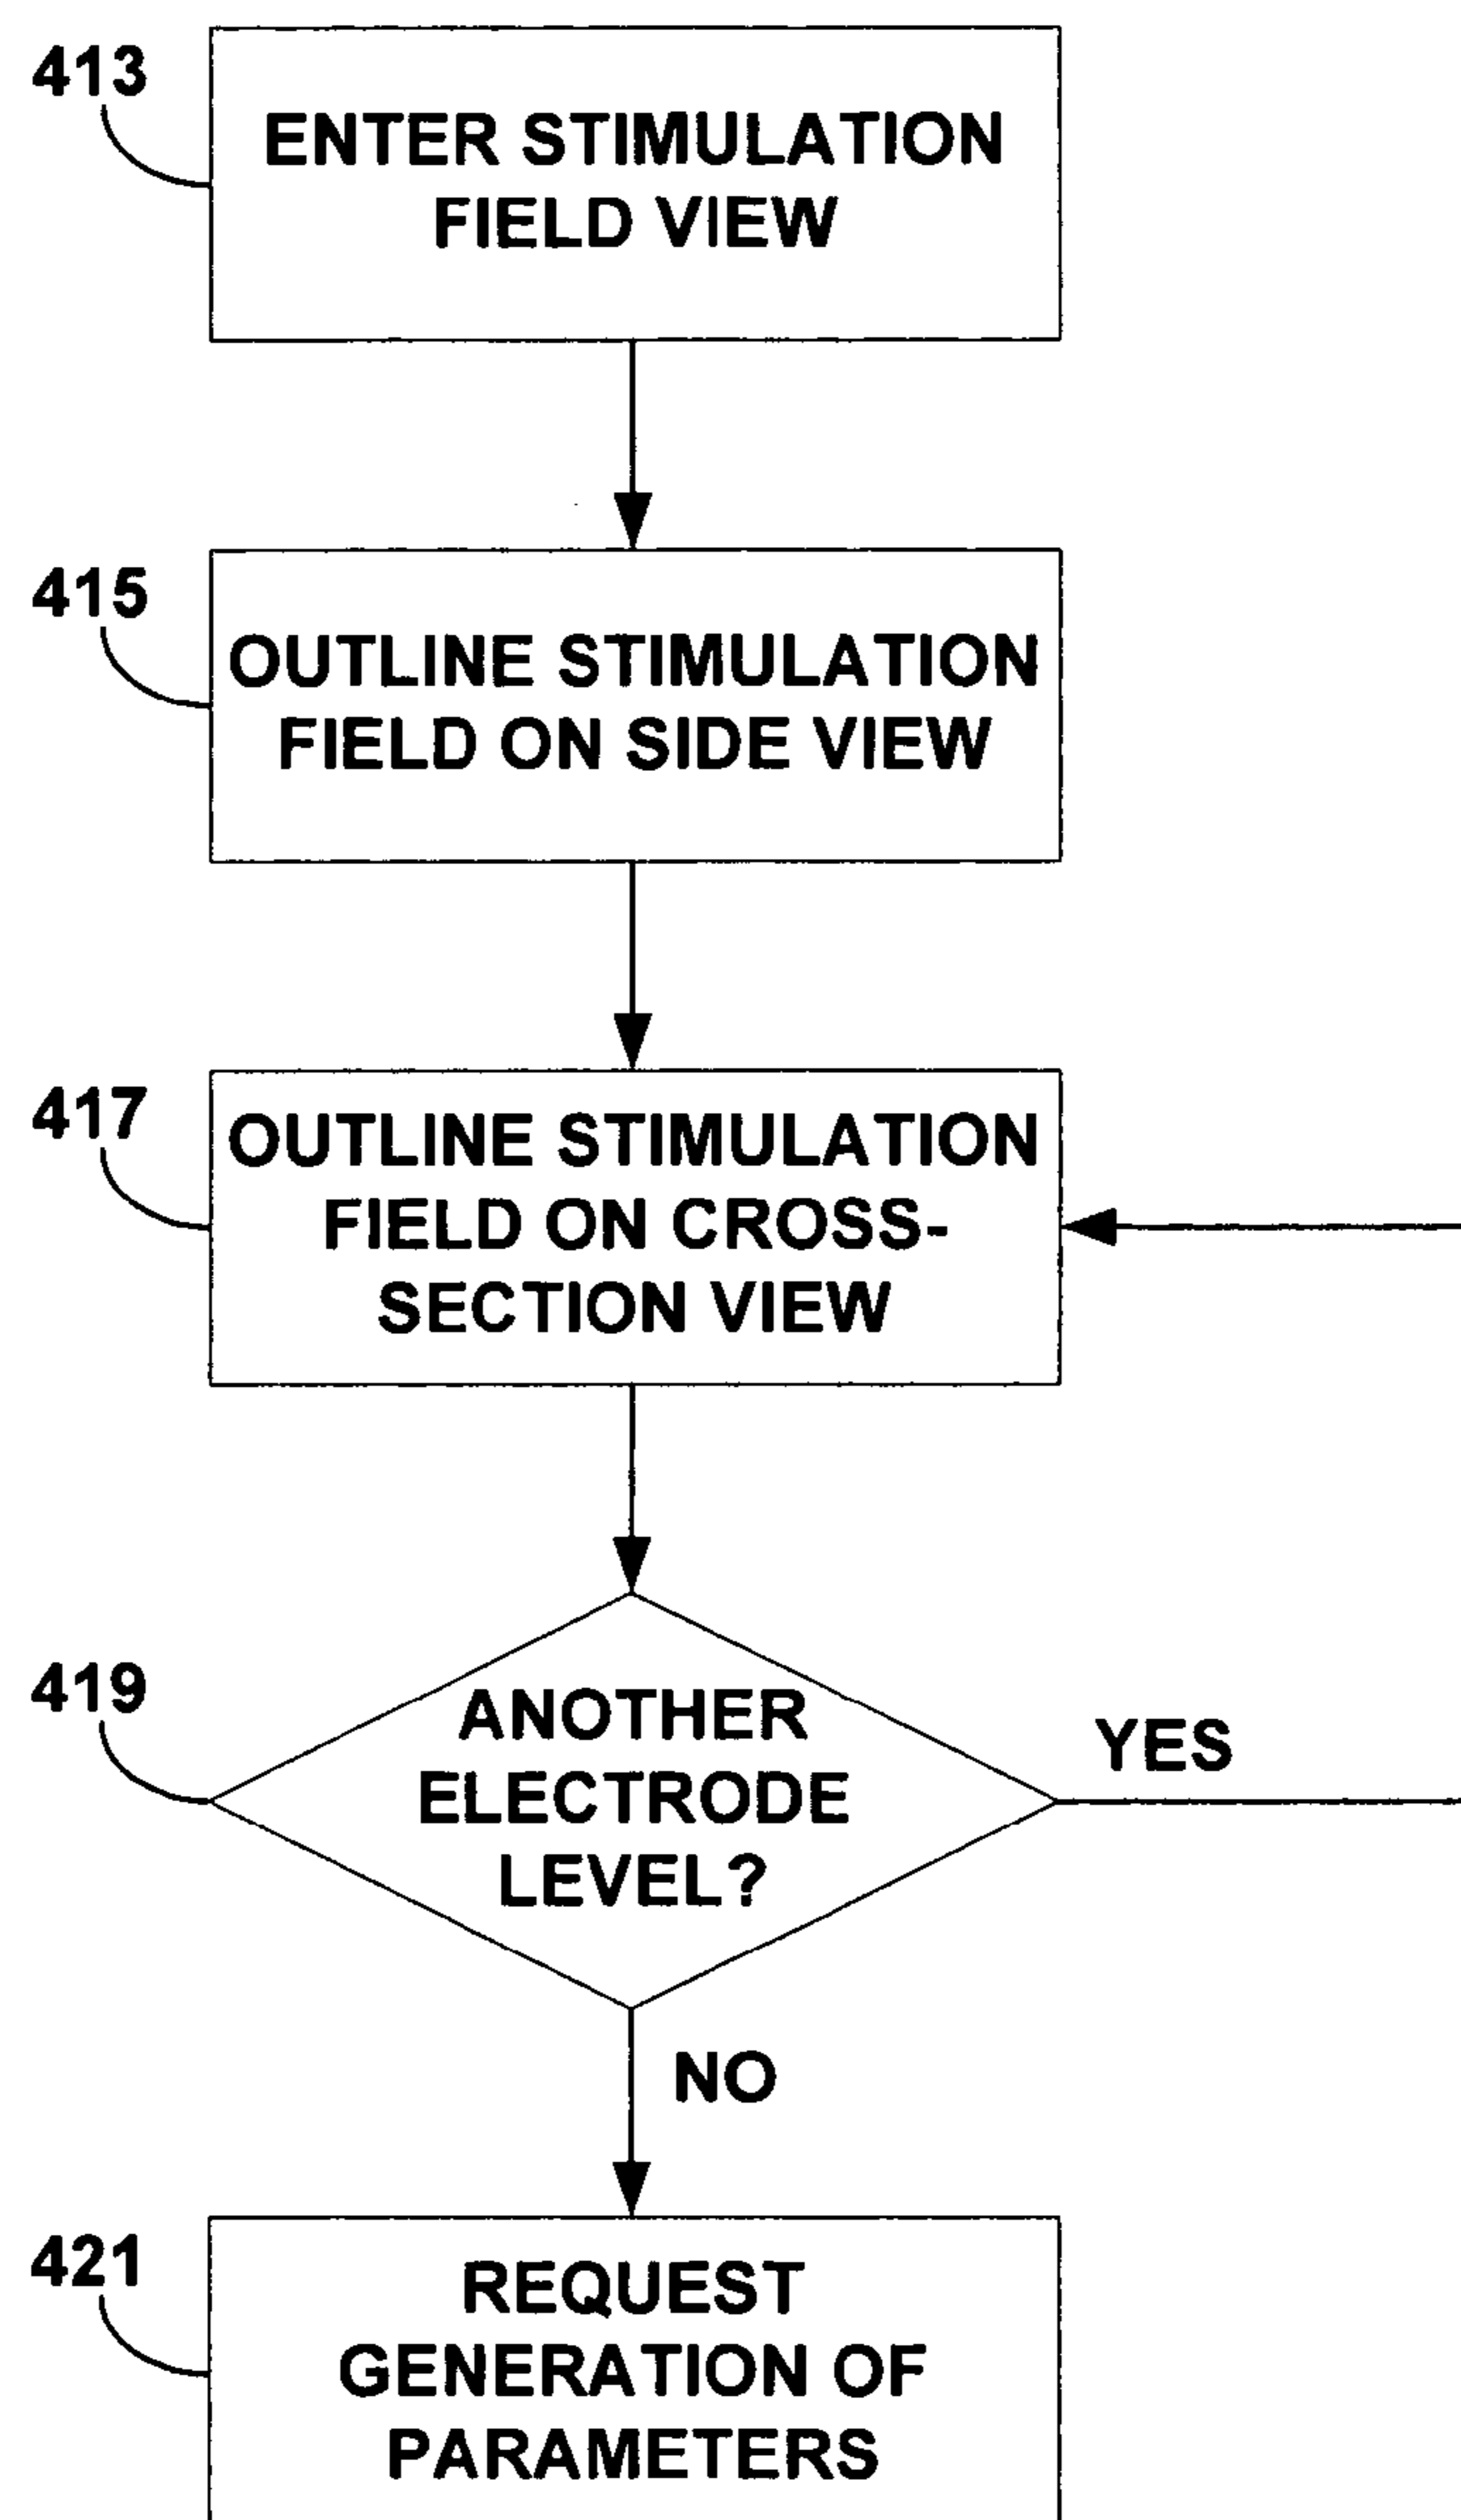 413
ENTER STIMULATION
FIELD VIEW
415
OUTLINE STIMULATION
FIELD ON SIDE VIEW
417
OUTLINE STIMULATION
FIELD ON CROSS-
SECTION VIEW
419
ANOTHER
ELECTRODE
LEVEL?
YES
NO
421
REQUEST
GENERATION OF
PARAMETERS